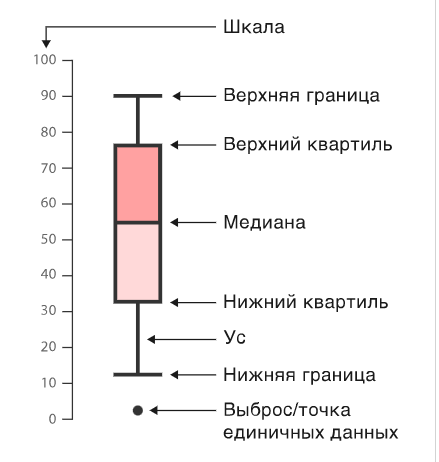 Шкала
100
90
Верхняя граница
80
Верхний квартиль
70
60
Медиана
50
40
30
Нижний квартиль
Ус
20
10
Нижняя граница
0
Выброс/точка
единичных данных